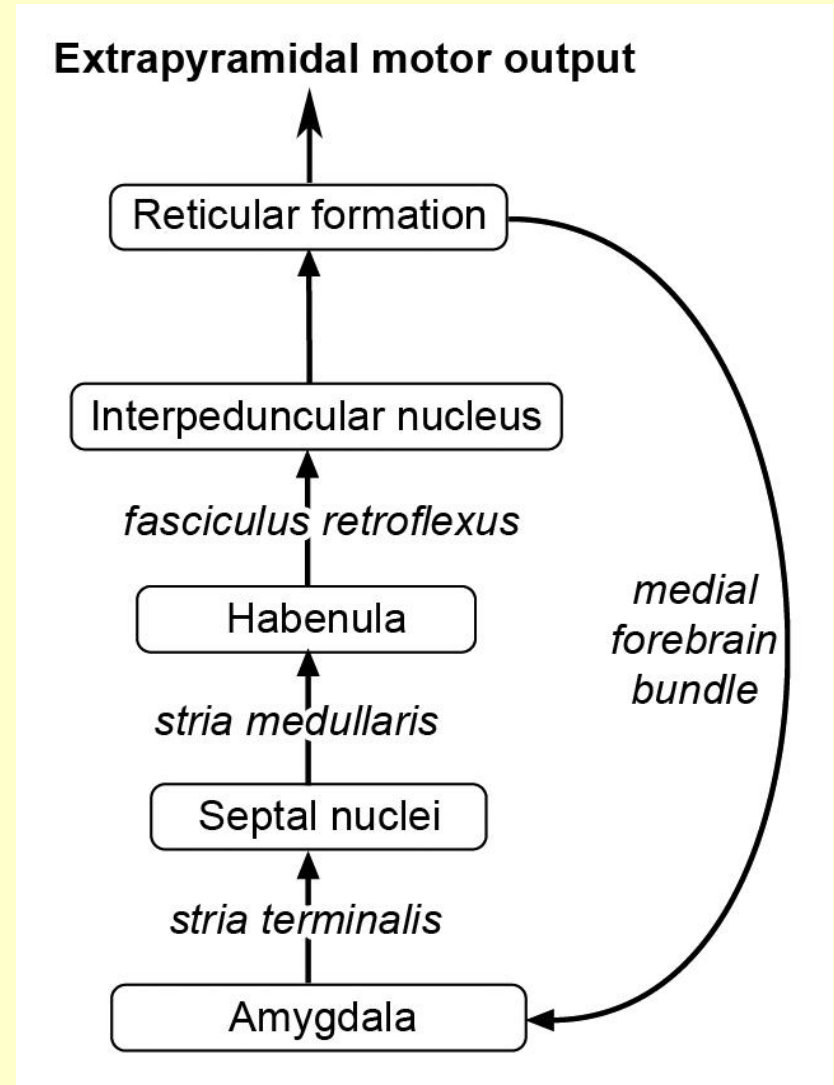 Extrapyramidal motor output
Reticular formation
Interpeduncular nucleus
fasciculus retroflexus
Habenula
medial
forebrain
bundle
stria medullaris
Septal nuclei
stria terminalis
Amygdala